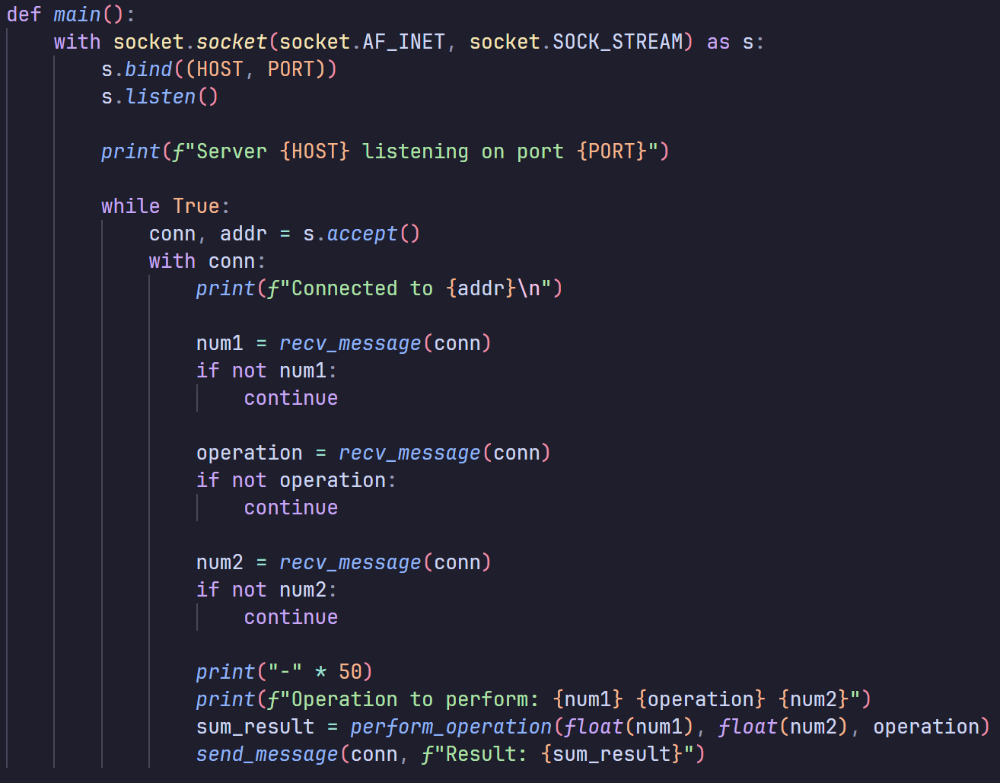 def main():
    with socket.socket(socket.AF_INET, socket.SOCK_STREAM) as s:
        s.bind((HOST, PORT))
        s.listen()

        print(f"Server {HOST} listening on port {PORT}")

        while True:
            conn, addr = s.accept()
            with conn:
                print(f"Connected to {addr}\n")

                num1 = recv_message(conn)
                if not num1:
                    continue

                operation = recv_message(conn)
                if not operation:
                    continue

                num2 = recv_message(conn)
                if not num2:
                    continue

                print("-" * 50)
                print(f"Operation to perform: {num1} {operation} {num2}")
                sum_result = perform_operation(float(num1), float(num2), operation)
                send_message(conn, f"Result: {sum_result}")